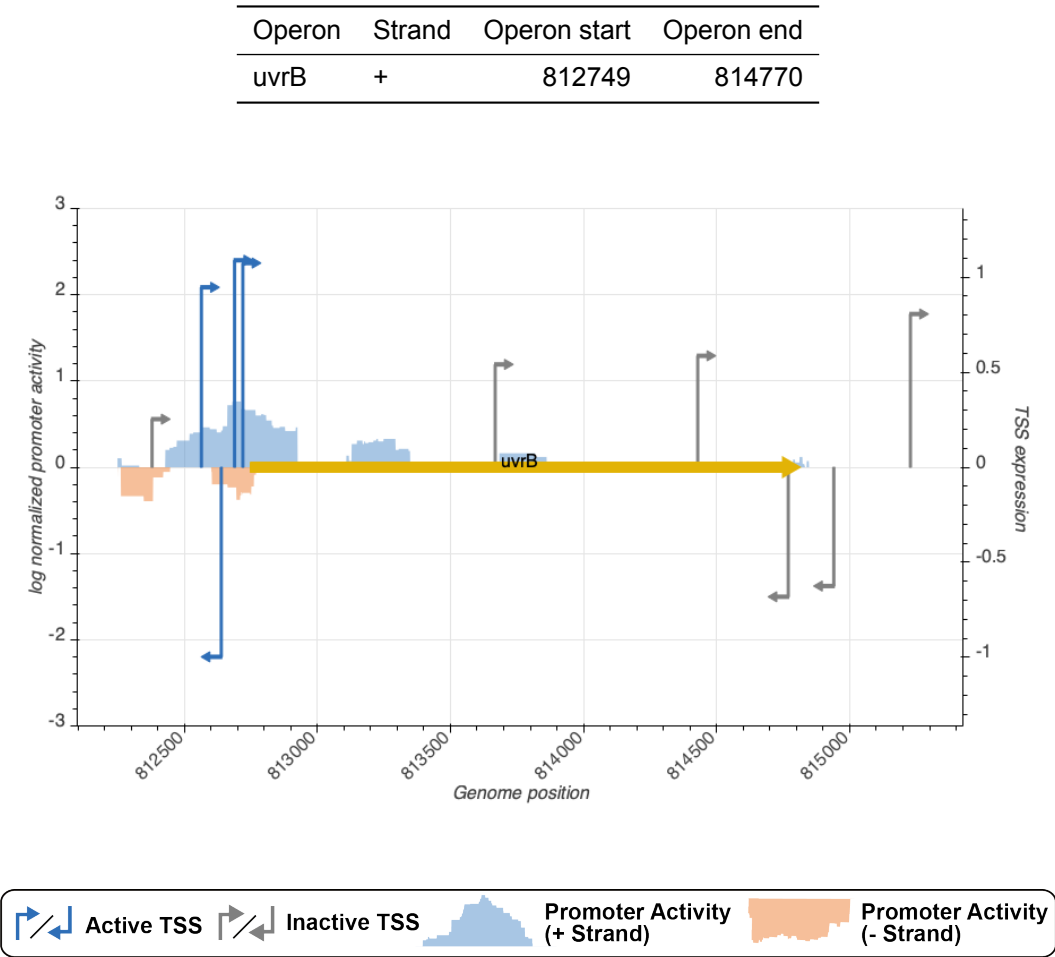 Operon Strand Operon start Operon end
uvrB + 812749 814770
3
2
1
0
-1
-2
-3
log normalized promoter activity
1
0.5
0
-0.5
-1
TSS expression
uvrB
812500 813000 813500 814000 814500 815000
Genome position
Active TSS
Inactive TSS
Promoter Activity
(+ Strand)
Promoter Activity
(- Strand)